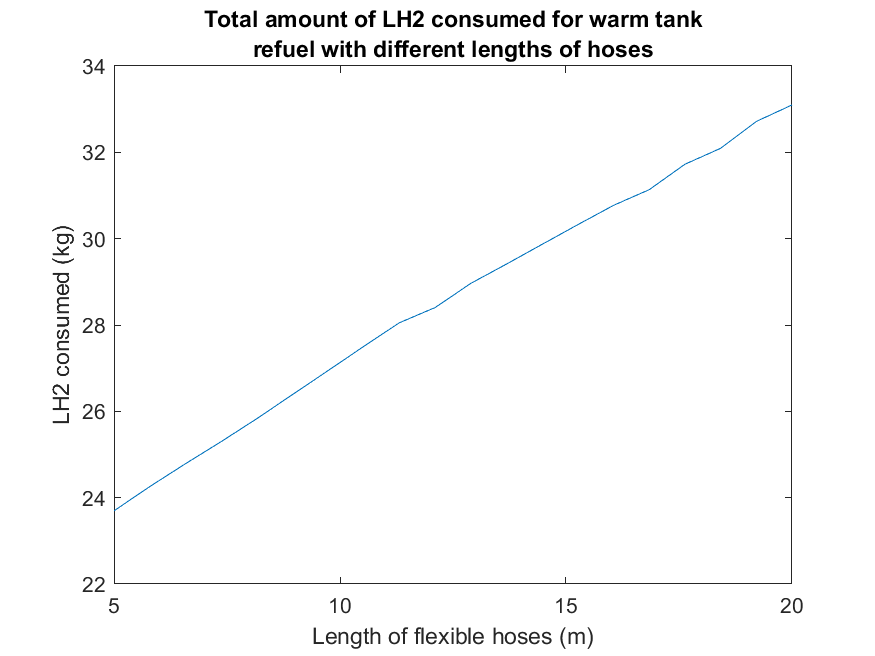 Total amount of LH2 consumed for warm tank
refuel with different lengths of hoses
34
32
30
28
26
24
22
LH2 consumed (kg)
5
10
15
20
Length of flexible hoses (m)